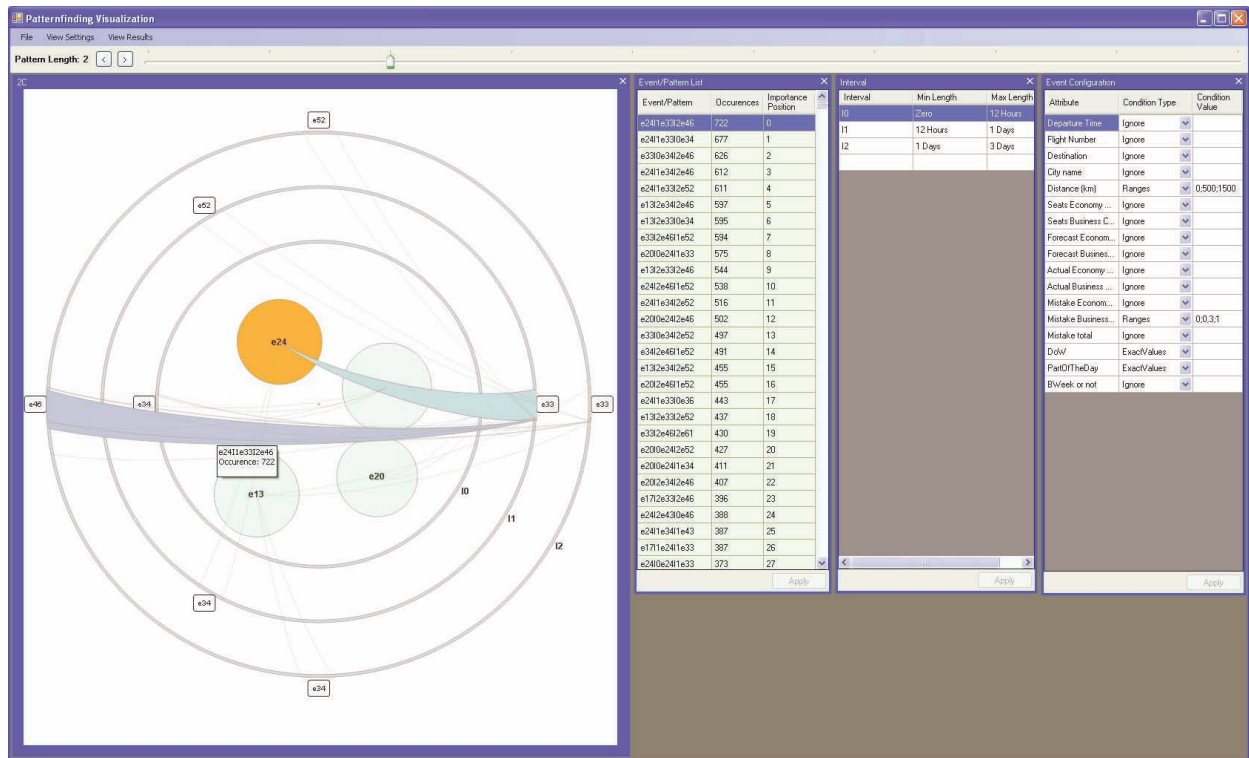 Patternfinding Visualization
File View Settings View Results
Pattern Length: 2 < >
2C
e52
e52
e24
e46
e34
e33
e33
e24I1e33I2e46
Occurence: 722
e20
e13
I0
I1
I2
e34
e34
Event/Pattern List
Event/Pattern Occurences Importance Position
e24I1e33I2e46 722 0
e24I1e33I0e34 677 1
e33I0e34I2e46 626 2
e24I1e34I2e46 612 3
e24I1e33I2e52 611 4
e13I2e34I2e46 597 5
e13I2e33I0e34 595 6
e33I2e46I1e52 594 7
e20I0e24I1e33 575 8
e13I2e33I2e46 544 9
e24I2e46I1e52 538 10
e24I1e34I2e52 516 11
e20I0e24I2e46 502 12
e33I0e34I2e52 497 13
e34I2e46I1e52 491 14
e13I2e34I2e52 455 15
e20I2e46I1e52 455 16
e24I1e33I0e36 443 17
e13I2e33I2e52 437 18
e33I2e46I2e61 430 19
e20I0e24I2e52 427 20
e20I0e24I1e34 411 21
e20I2e34I2e46 407 22
e17I2e33I2e46 396 23
e24I2e43I0e46 388 24
e24I1e34I1e43 387 25
e17I1e24I1e33 387 26
e24I0e24I1e33 373 27
Apply
Interval
Interval Min Length Max Length
I0 Zero 12 Hours
I1 12 Hours 1 Days
I2 1 Days 3 Days
Apply
Event Configuration
Attribute Condition Type Condition Value
Departure Time Ignore
Flight Number Ignore
Destination Ignore
City name Ignore
Distance (km) Ranges 0;500;1500
Seats Economy ... Ignore
Seats Business C... Ignore
Forecast Econom... Ignore
Forecast Busines... Ignore
Actual Economy ... Ignore
Actual Business ... Ignore
Mistake Econom... Ignore
Mistake Business... Ranges 0;0,3;1
Mistake total Ignore
DoW ExactValues
PartOfTheDay ExactValues
BWeek or not Ignore
Apply